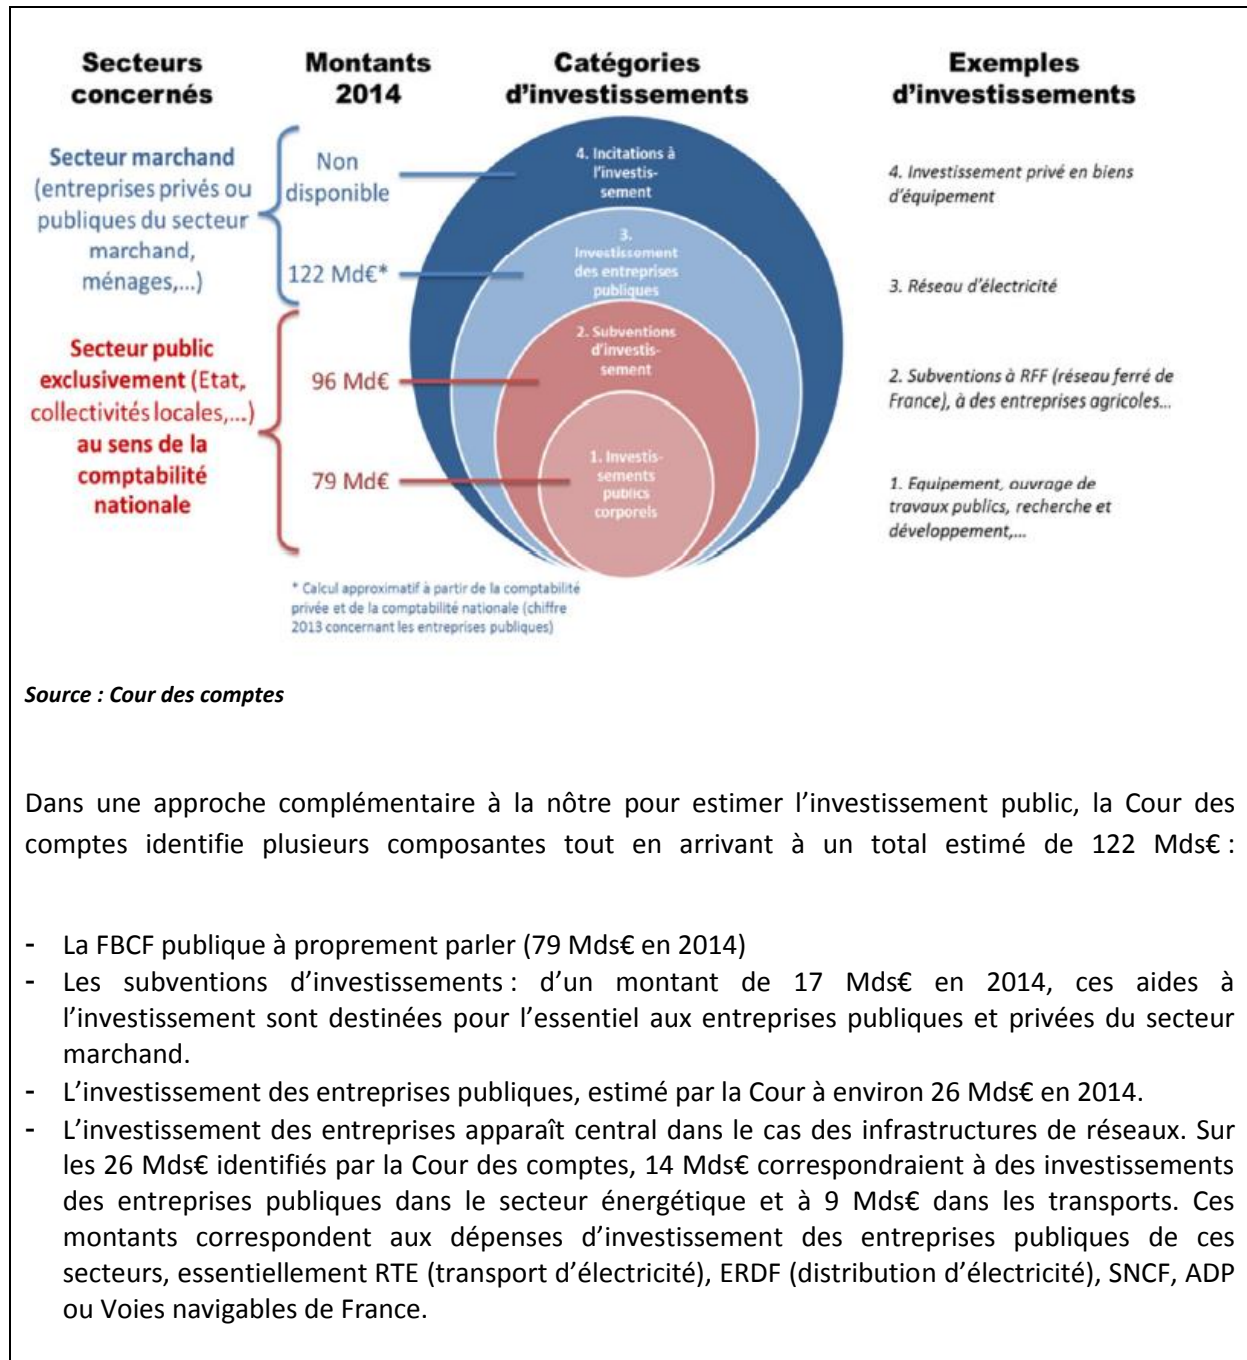 Secteurs concernés
Montants 2014
Catégories d'investissements
Exemples d'investissements
Secteur marchand
(entreprises privés ou
publiques du secteur
marchand,
ménages,...)
Non
disponible
122 Md€*
4. Incitations à
l'investis-
sement
3.
Investissement
des entreprises
publiques
4. Investissement privé en biens
d'équipement
3. Réseau d'électricité
Secteur public
exclusivement (Etat,
collectivités locales,...)
au sens de la
comptabilité
nationale
96 Md€
79 Md€
2. Subventions
d'investis-
sement
1. Investis-
sements
publics
corporels
2. Subventions à RFF (réseau ferré de
France), à des entreprises agricoles...
1. Equipement, ouvrage de
travaux publics, recherche et
développement,...
* Calcul approximatif à partir de la comptabilité
privée et de la comptabilité nationale (chiffre
2013 concernant les entreprises publiques)
Source : Cour des comptes
Dans une approche complémentaire à la nôtre pour estimer l'investissement public, la Cour des
comptes identifie plusieurs composantes tout en arrivant à un total estimé de 122 Mds€ :
- La FBCF publique à proprement parler (79 Mds€ en 2014)
- Les subventions d'investissements : d'un montant de 17 Mds€ en 2014, ces aides à
l'investissement sont destinées pour l'essentiel aux entreprises publiques et privées du secteur
marchand.
- L'investissement des entreprises publiques, estimé par la Cour à environ 26 Mds€ en 2014.
- L'investissement des entreprises apparaît central dans le cas des infrastructures de réseaux. Sur
les 26 Mds€ identifiés par la Cour des comptes, 14 Mds€ correspondraient à des investissements
des entreprises publiques dans le secteur énergétique et à 9 Mds€ dans les transports. Ces
montants correspondent aux dépenses d'investissement des entreprises publiques de ces
secteurs, essentiellement RTE (transport d'électricité), ERDF (distribution d'électricité), SNCF, ADP
ou Voies navigables de France.